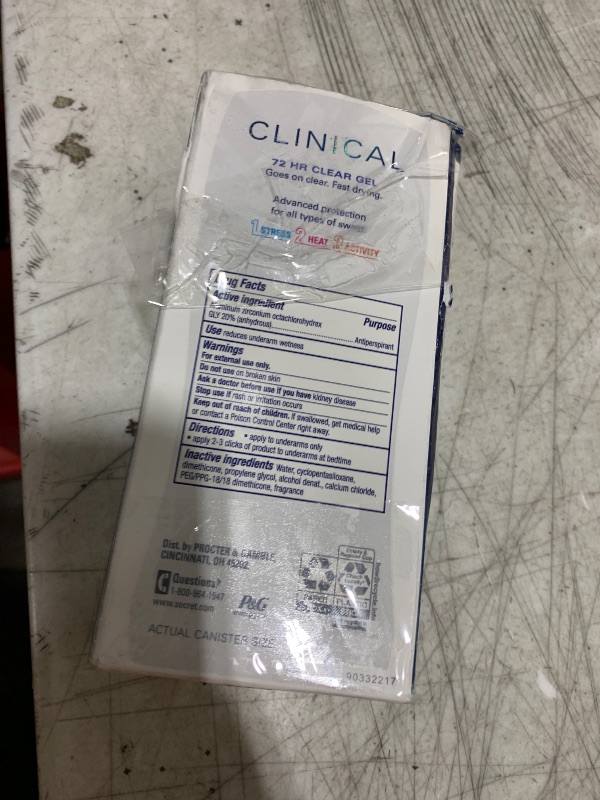 CLINICAL
72 HR CLEAR GEL
Goes on clear. Fast drying.
Advanced protection
for all types of sweat
1 STRESS 2 HEAT 3 ACTIVITY
Drug Facts
Active ingredient Purpose
Aluminum zirconium octachlorohydrex
GLY 20% (anhydrous)........Antiperspirant
Use reduces underarm wetness
Warnings
For external use only.
Do not use on broken skin
Ask a doctor before use if you have kidney disease
Stop use if rash or irritation occurs
Keep out of reach of children. If swallowed, get medical help
or contact a Poison Control Center right away.
Directions • apply to underarms only
• apply 2-3 clicks of product to underarms at bedtime
Inactive ingredients Water, cyclopentasiloxane,
dimethicone, propylene glycol, alcohol denat., calcium chloride,
PEG/PPG-18/18 dimethicone, fragrance
Dist. by PROCTER & GAMBLE,
CINCINNATI, OH 45202
Questions?
1-800-964-1947
www.secret.com
P&G
Empty &
Replace Cap
Check
Locally*
PAPER
ACTUAL CANISTER SIZE
90332217